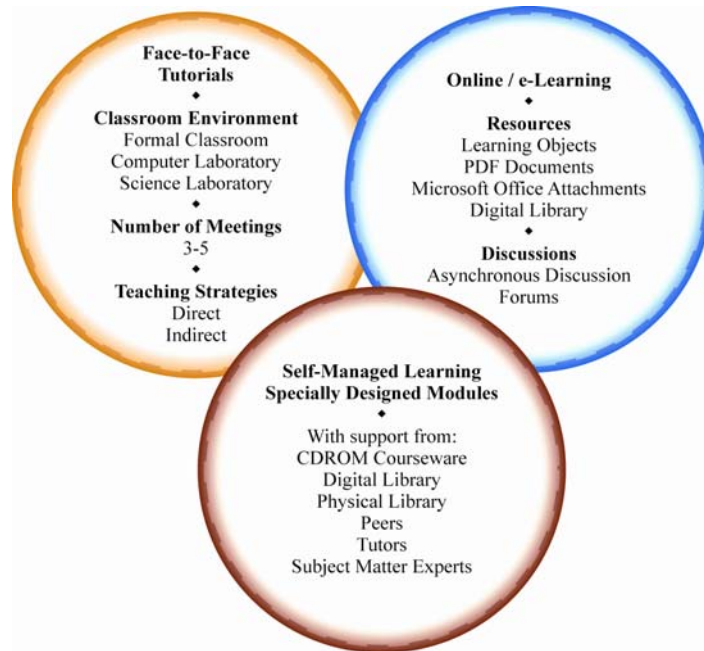 Face-to-Face
Tutorials
◆
Classroom Environment
Formal Classroom
Computer Laboratory
Science Laboratory
◆
Number of Meetings
3-5
◆
Teaching Strategies
Direct
Indirect
Online / e-Learning
◆
Resources
Learning Objects
PDF Documents
Microsoft Office Attachments
Digital Library
◆
Discussions
Asynchronous Discussion
Forums
Self-Managed Learning
Specially Designed Modules
◆
With support from:
CDROM Courseware
Digital Library
Physical Library
Peers
Tutors
Subject Matter Experts